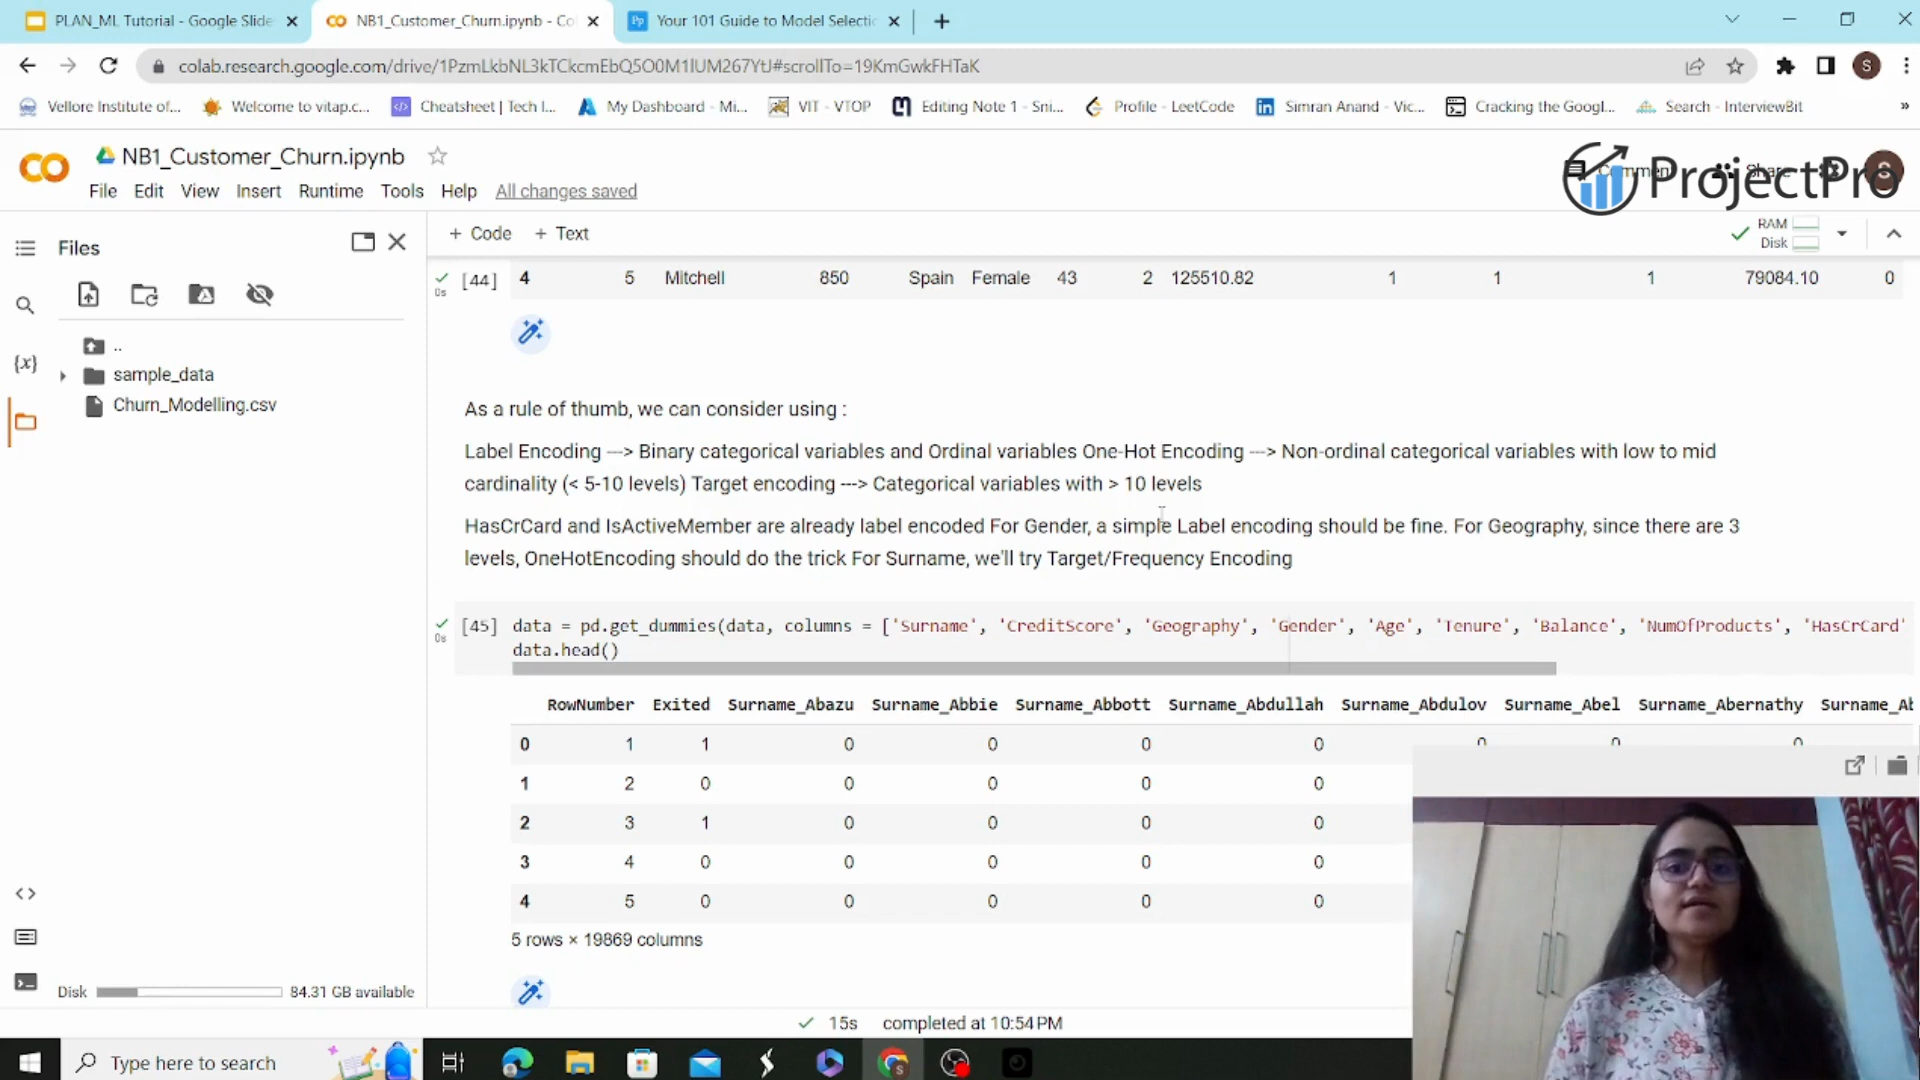 PLAN_ML Tutorial - Google Slide
NB1_Customer_Churn.ipynb - Co
Your 101 Guide to Model Selectic
colab.research.google.com/drive/1PzmLkbNL3kTCkcmEbQ5O0M1lUM267YtJ#scrollTo=19KmGwkFHTaK
S
Vellore Institute of...
Welcome to vitap.c...
Cheatsheet | Tech I...
My Dashboard - Mi...
VIT - VTOP
Editing Note 1 - Sni...
Profile - LeetCode
Simran Anand - Vic...
Cracking the Googl...
Search - InterviewBit
NB1_Customer_Churn.ipynb
ProjectPro
File Edit View Insert Runtime Tools Help All changes saved
Files
+ Code + Text
RAM
Disk
..
sample_data
Churn_Modelling.csv
[44] 4 5 Mitchell 850 Spain Female 43 2 125510.82 1 1 1 79084.10 0
0s
As a rule of thumb, we can consider using :
Label Encoding ---> Binary categorical variables and Ordinal variables One-Hot Encoding ---> Non-ordinal categorical variables with low to mid
cardinality (< 5-10 levels) Target encoding ---> Categorical variables with > 10 levels
HasCrCard and IsActiveMember are already label encoded For Gender, a simple Label encoding should be fine. For Geography, since there are 3
levels, OneHotEncoding should do the trick For Surname, we'll try Target/Frequency Encoding
[45] data = pd.get_dummies(data, columns = ['Surname', 'CreditScore', 'Geography', 'Gender', 'Age', 'Tenure', 'Balance', 'NumOfProducts', 'HasCrCard'
0s
data.head()
RowNumber Exited Surname_Abazu Surname_Abbie Surname_Abbott Surname_Abdullah Surname_Abdulov Surname_Abel Surname_Abernathy Surname_Ab
0 1 1 0 0 0 0 0 0 0
1 2 0 0 0 0 0
2 3 1 0 0 0 0
3 4 0 0 0 0 0
4 5 0 0 0 0 0
5 rows × 19869 columns
Disk 84.31 GB available
15s completed at 10:54 PM
Type here to search